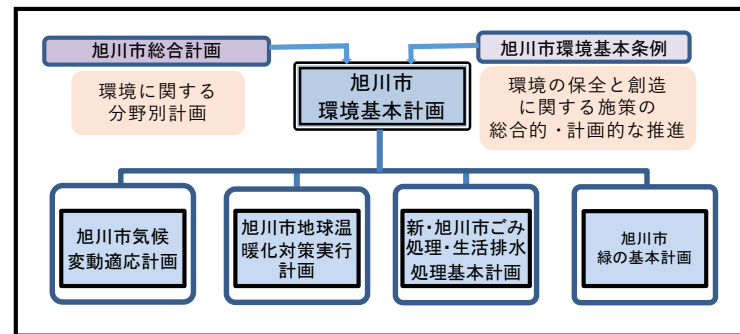 旭川市総合計画
旭川市環境基本条例
環境に関する
分野別計画
旭川市
環境基本計画
環境の保全と創造
に関する施策の
総合的・計画的な推進
旭川市気候
変動適応計画
旭川市地球温
暖化対策実行
計画
新・旭川市ごみ
処理・生活排水
処理基本計画
旭川市
緑の基本計画